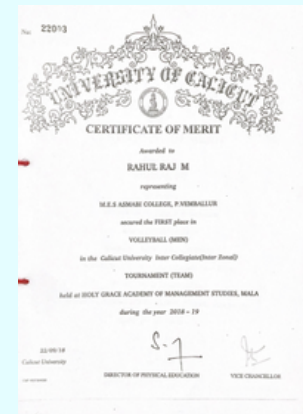 No: 22093
UNIVERSITY OF CALICUT
CERTIFICATE OF MERIT
Awarded to
RAHUL RAJ M
representing
M.E.S ASMABI COLLEGE, P.VEMBALLUR
secured the FIRST place in
VOLLEYBALL (MEN)
in the Calicut University Inter Collegiate(Inter Zonal)
TOURNAMENT (TEAM)
held at HOLY GRACE ACADEMY OF MANAGEMENT STUDIES, MALA
during the year 2018 - 19
Calicut University
DIRECTOR OF PHYSICAL EDUCATION
VICE CHANCELLOR